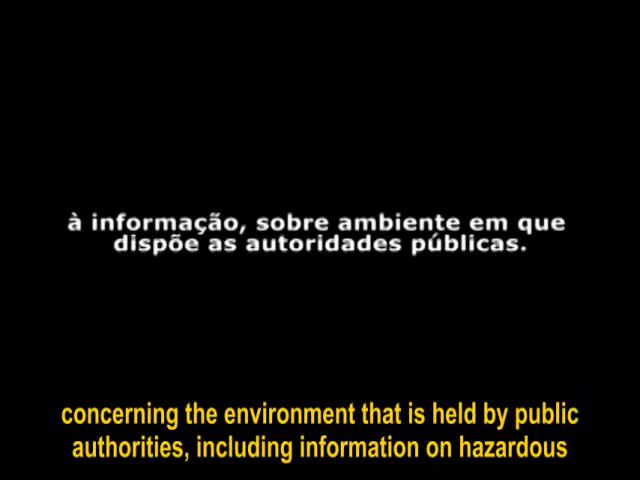 à informação, sobre ambiente em que
dispõe as autoridades públicas.
concerning the environment that is held by public
authorities, including information on hazardous